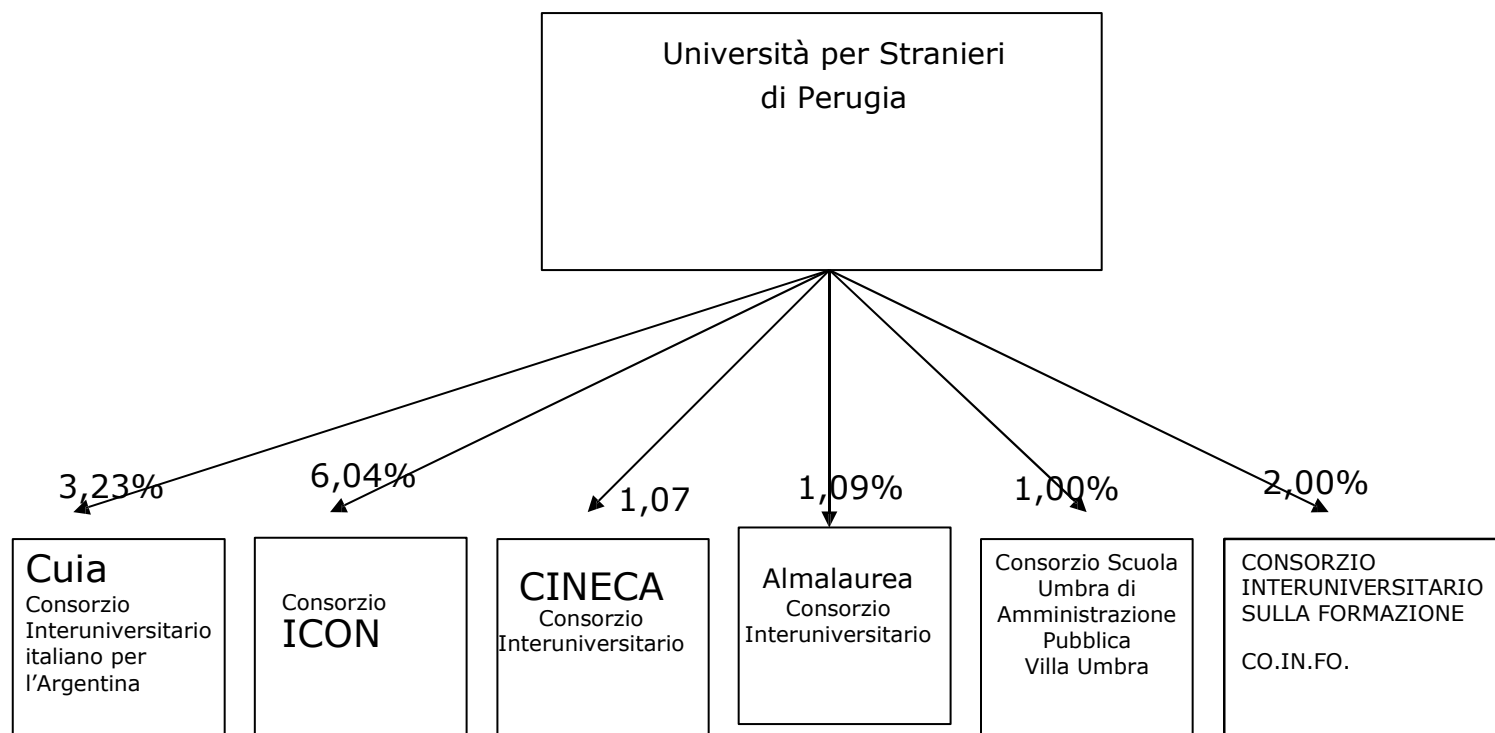 Università per Stranieri
di Perugia
3,23%
6,04%
1,07
1,09%
1,00%
2,00%
Cuia
Consorzio
Interuniversitario
italiano per
l’Argentina
Consorzio
ICON
CINECA
Consorzio
Interuniversitario
Almalaurea
Consorzio
Interuniversitario
Consorzio Scuola
Umbra di
Amministrazione
Pubblica
Villa Umbra
CONSORZIO
INTERUNIVERSITARIO
SULLA FORMAZIONE
CO.IN.FO.